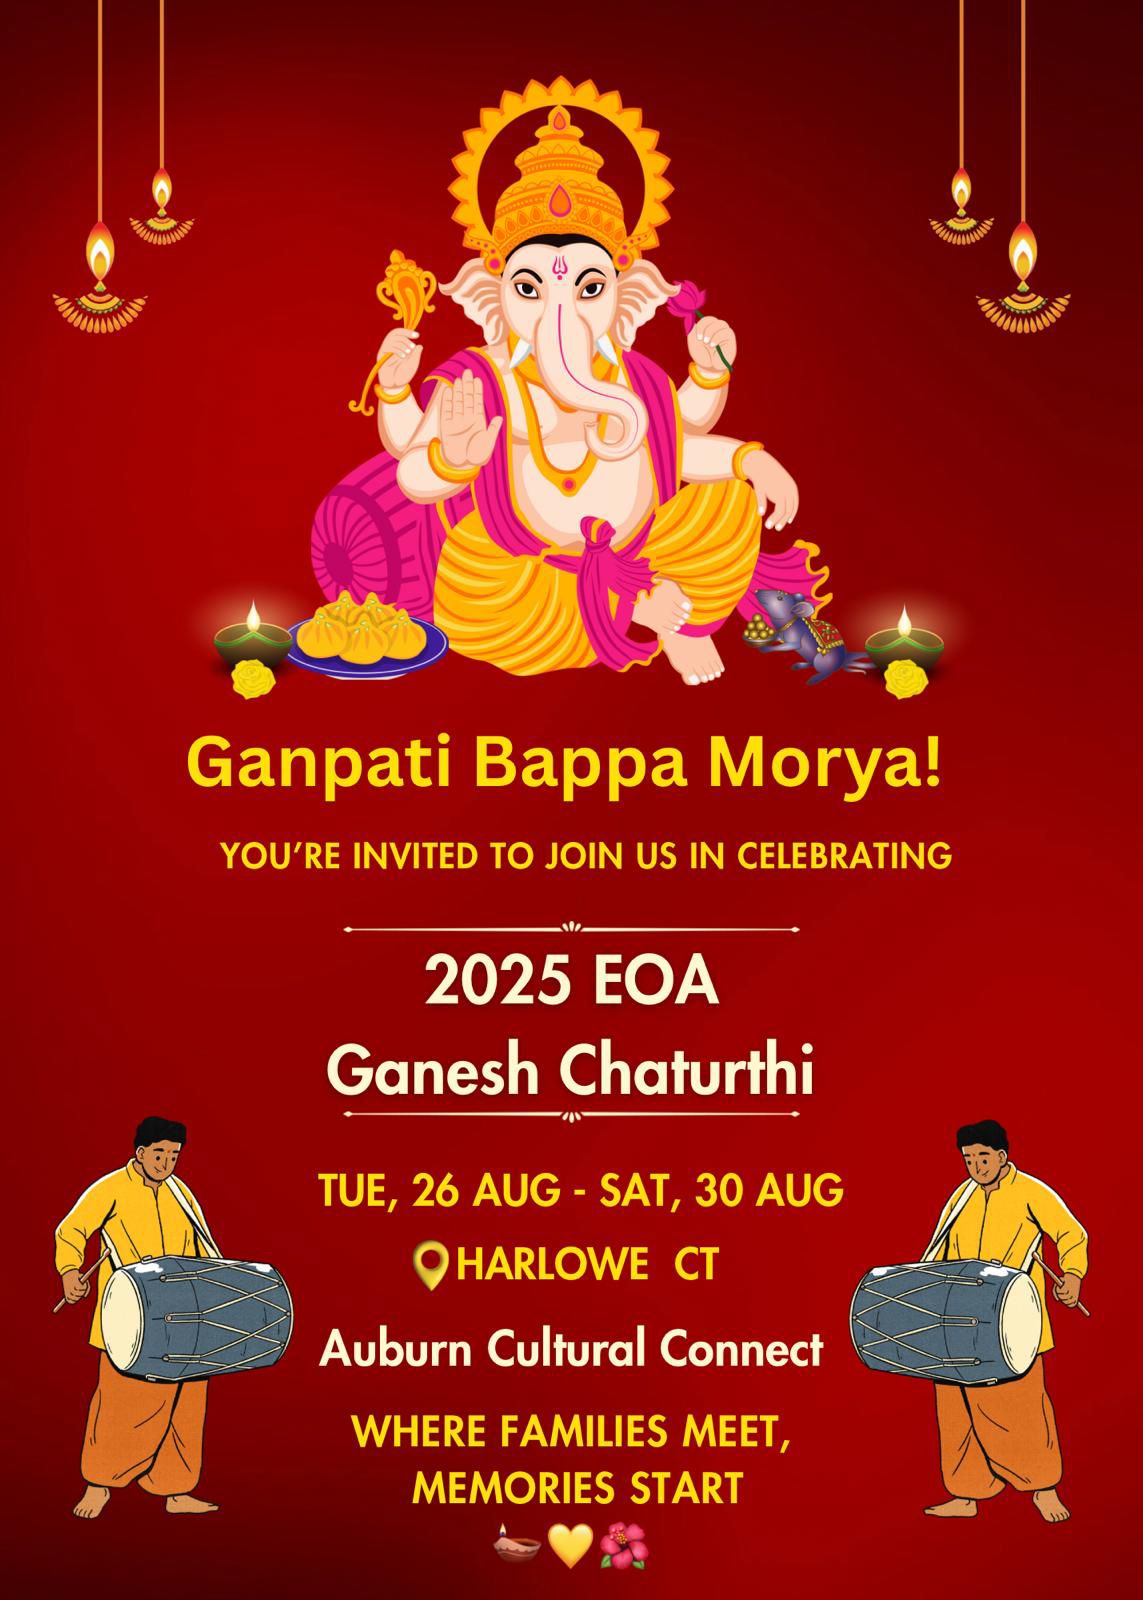 Ganpati Bappa Morya!
YOU'RE INVITED TO JOIN US IN CELEBRATING
2025 EOA
Ganesh Chaturthi
TUE, 26 AUG - SAT, 30 AUG
HARLOWE CT
Auburn Cultural Connect
WHERE FAMILIES MEET,
MEMORIES START